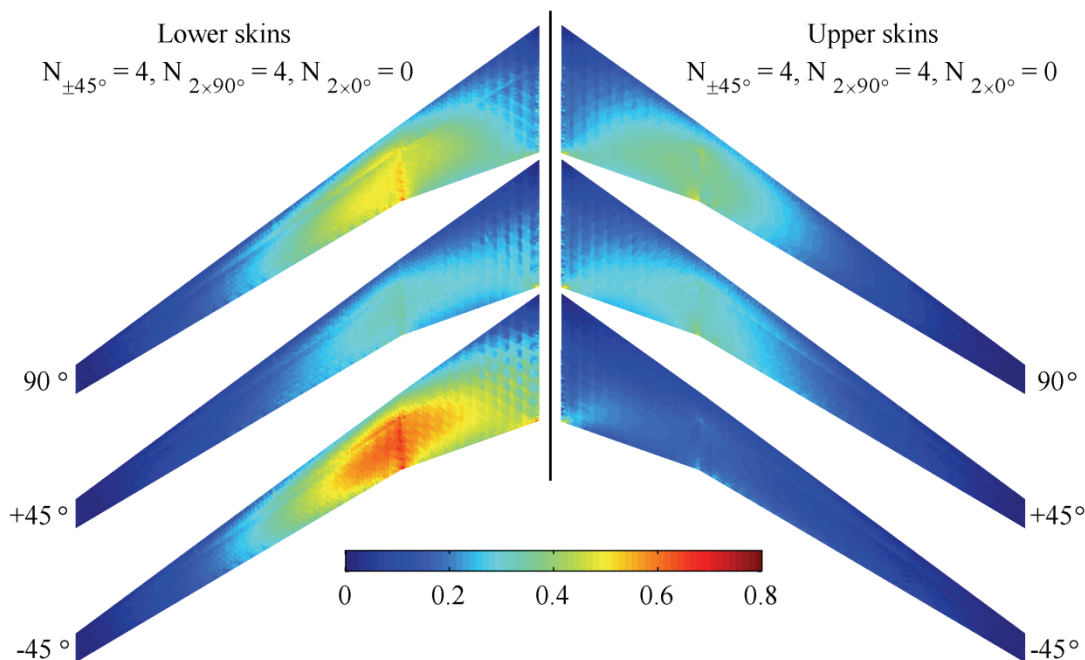 Lower skins
N±45° = 4, N2×90° = 4, N2×0° = 0
Upper skins
N±45° = 4, N2×90° = 4, N2×0° = 0
90 °
90°
+45°
+45°
-45 °
-45°
0 0.2 0.4 0.6 0.8